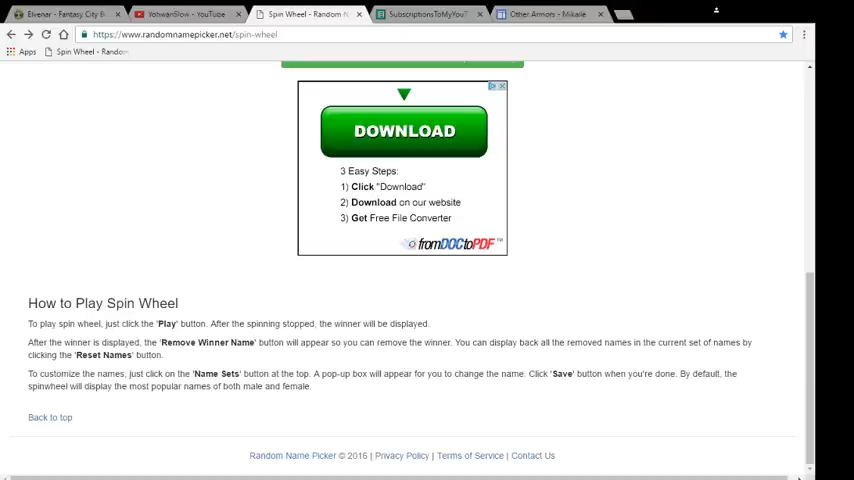 Elvenar - Fantasy City B
YohwanSlow - YouTube
Spin Wheel - Random N
SubscriptionsToMyYouT
Other Armors - Mikale
https://www.randomnamepicker.net/spin-wheel
Apps
Spin Wheel - Random
DOWNLOAD
3 Easy Steps:
1) Click "Download"
2) Download on our website
3) Get Free File Converter
fromDOCtoPDF™
How to Play Spin Wheel
To play spin wheel, just click the 'Play' button. After the spinning stopped, the winner will be displayed.
After the winner is displayed, the 'Remove Winner Name' button will appear so you can remove the winner. You can display back all the removed names in the current set of names by
clicking the 'Reset Names' button.
To customize the names, just click on the 'Name Sets' button at the top. A pop-up box will appear for you to change the name. Click 'Save' button when you're done. By default, the
spinwheel will display the most popular names of both male and female.
Back to top
Random Name Picker © 2016 | Privacy Policy | Terms of Service | Contact Us